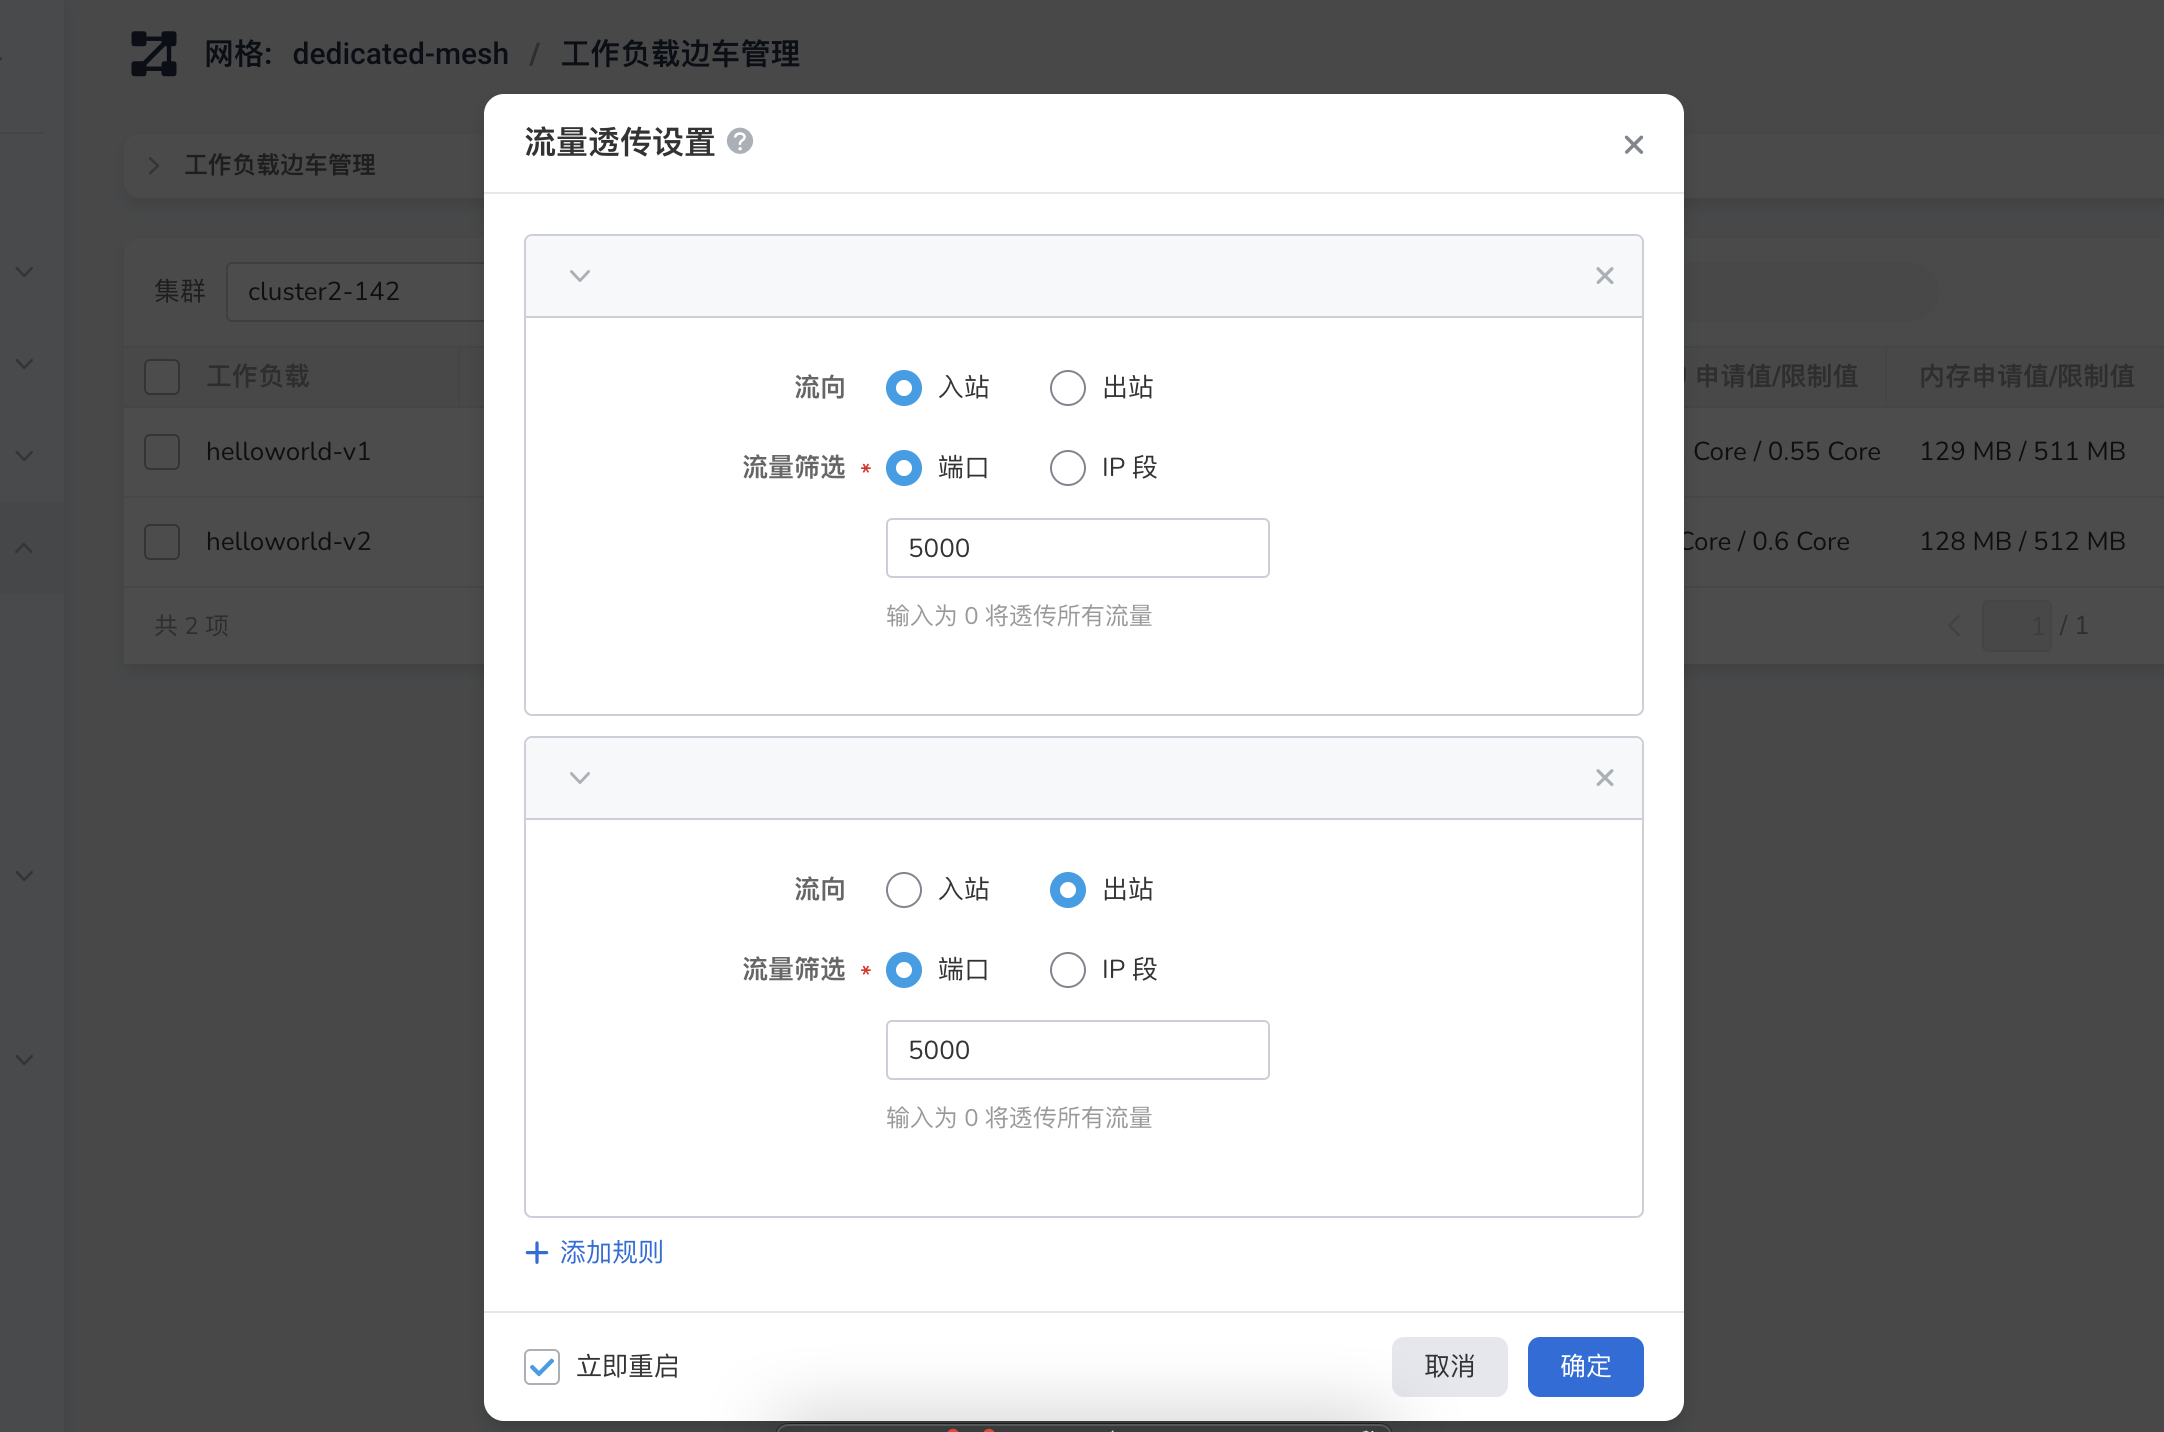 网格: dedicated-mesh / 工作负载边车管理
工作负载边车管理
集群 cluster2-142
工作负载
申请值/限制值 内存申请值/限制值
helloworld-v1
Core / 0.55 Core 129 MB / 511 MB
helloworld-v2
Core / 0.6 Core 128 MB / 512 MB
共 2 项
1 / 1
流量透传设置 ?
流向 入站 出站
流量筛选 * 端口 IP 段
5000
输入为 0 将透传所有流量
流向 入站 出站
流量筛选 * 端口 IP 段
5000
输入为 0 将透传所有流量
+ 添加规则
立即重启 取消 确定